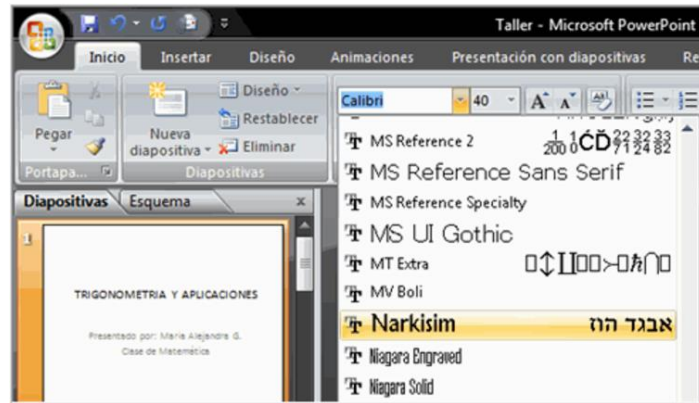 Taller - Microsoft PowerPoint
Inicio Insertar Diseño Animaciones Presentación con diapositivas Re
Pegar
Portapa...
Nueva
diapositiva
Diseño
Restablecer
Eliminar
Diapositivas
Calibri 40
MS Reference 2
MS Reference Sans Serif
MS Reference Specialty
MS UI Gothic
MT Extra
MV Boli
Narkisim אבגד הוז
Niagara Engraved
Niagara Solid
Diapositivas Esquema x
1
TRIGONOMETRIA Y APLICACIONES
Presentado por: Maria Alejandra G.
Clase de Matemática